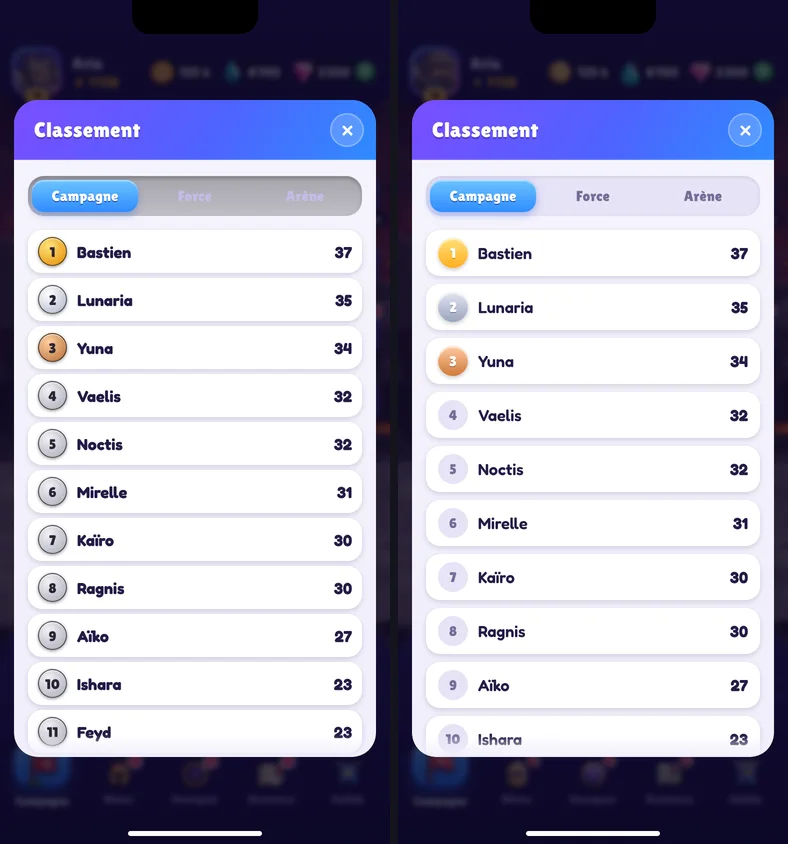 Classement
Campagne Force Arène
1 Bastien 37
2 Lunaria 35
3 Yuna 34
4 Vaelis 32
5 Noctis 32
6 Mirelle 31
7 Kaïro 30
8 Ragnis 30
9 Aïko 27
10 Ishara 23
11 Feyd 23
Classement
Campagne Force Arène
1 Bastien 37
2 Lunaria 35
3 Yuna 34
4 Vaelis 32
5 Noctis 32
6 Mirelle 31
7 Kaïro 30
8 Ragnis 30
9 Aïko 27
10 Ishara 23